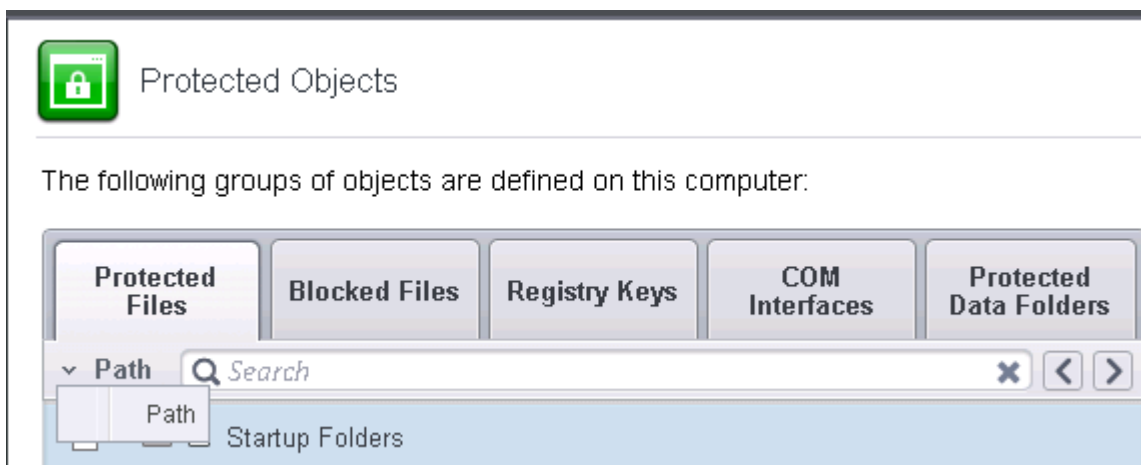 Protected Objects
The following groups of objects are defined on this computer:
Protected
Files
Blocked Files
Registry Keys
COM
Interfaces
Protected
Data Folders
Path
Search
Path
Startup Folders